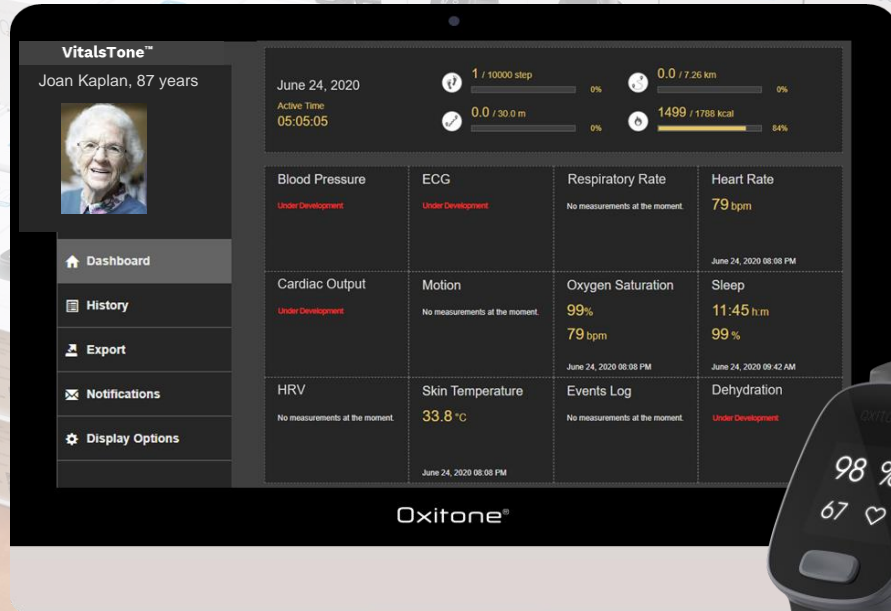 VitalsTone™
Joan Kaplan, 87 years
Dashboard
History
Export
Notifications
Display Options
June 24, 2020
Active Time
05:05:05
1 / 10000 step
0%
0.0 / 7.26 km
0%
0.0 / 30.0 m
0%
1499 / 1788 kcal
84%
Blood Pressure
Under Development
ECG
Under Development
Respiratory Rate
No measurements at the moment.
Heart Rate
79 bpm
June 24, 2020 08:08 PM
Cardiac Output
Under Development
Motion
No measurements at the moment.
Oxygen Saturation
99%
79 bpm
June 24, 2020 08:08 PM
Sleep
11:45 h:m
99 %
June 24, 2020 09:42 AM
HRV
No measurements at the moment.
Skin Temperature
33.8 °C
June 24, 2020 08:08 PM
Events Log
No measurements at the moment.
Dehydration
Under Development
Oxitone®
98 %
67